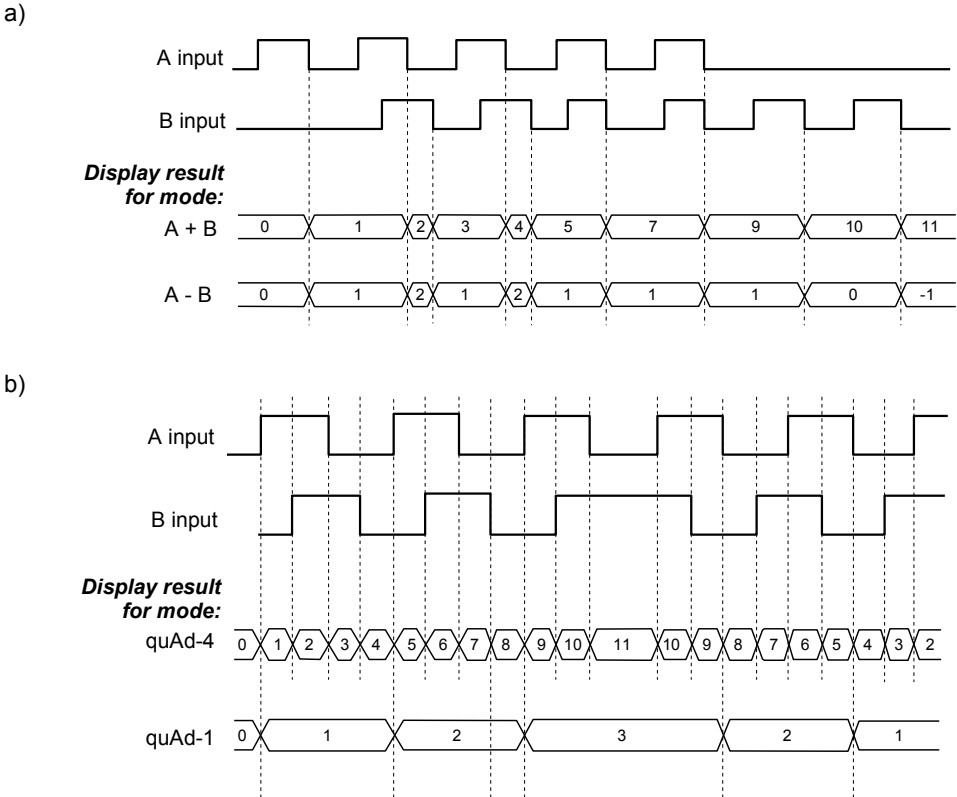 a)
A input
B input
Display result
for mode:
A + B 0 1 2 3 4 5 7 9 10 11
A - B 0 1 2 1 2 1 1 1 0 -1
b)
A input
B input
Display result
for mode:
quAd-4 0 1 2 3 4 5 6 7 8 9 10 11 10 9 8 7 6 5 4 3 2
quAd-1 0 1 2 3 2 1